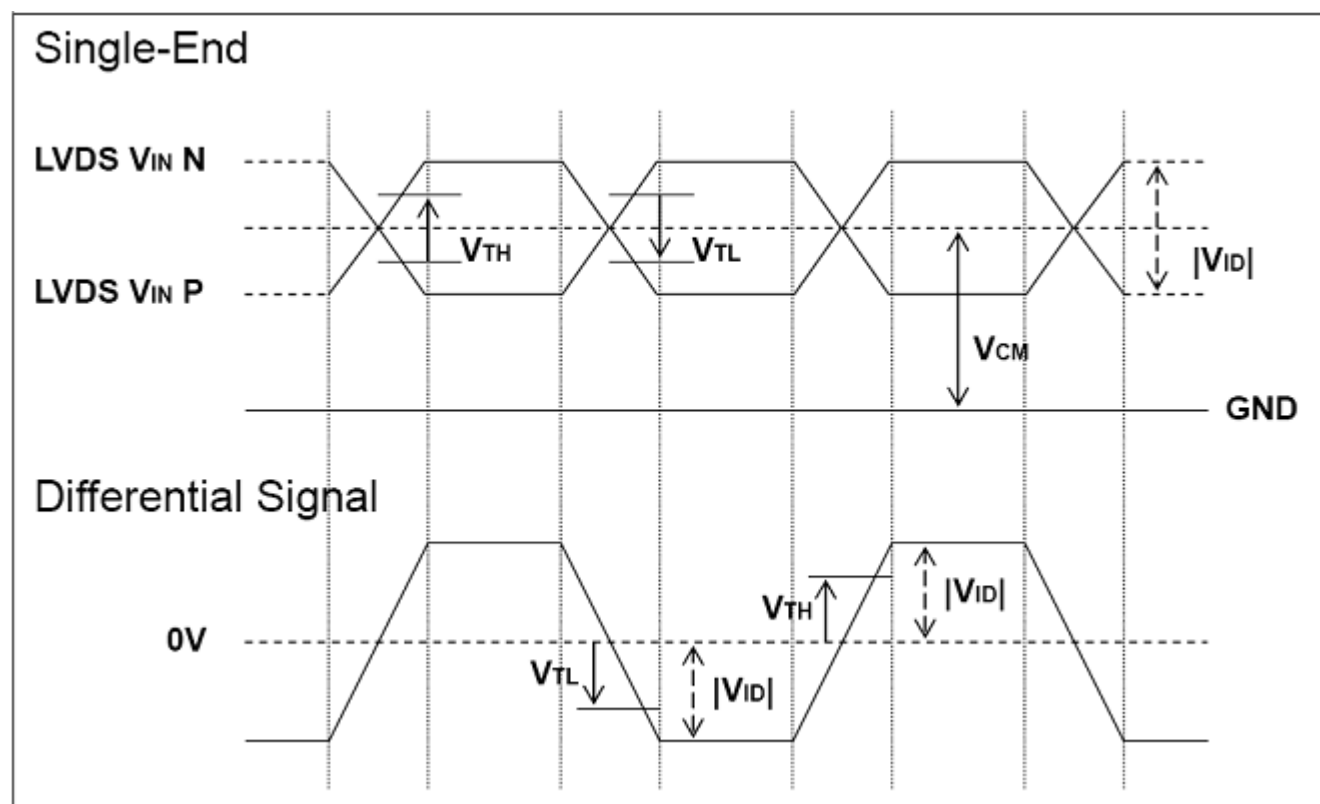 Single-End
LVDS VIN N
VTH
VTL
|VID|
LVDS VIN P
VCM
GND
Differential Signal
VTH
|VID|
0V
VTL
|VID|